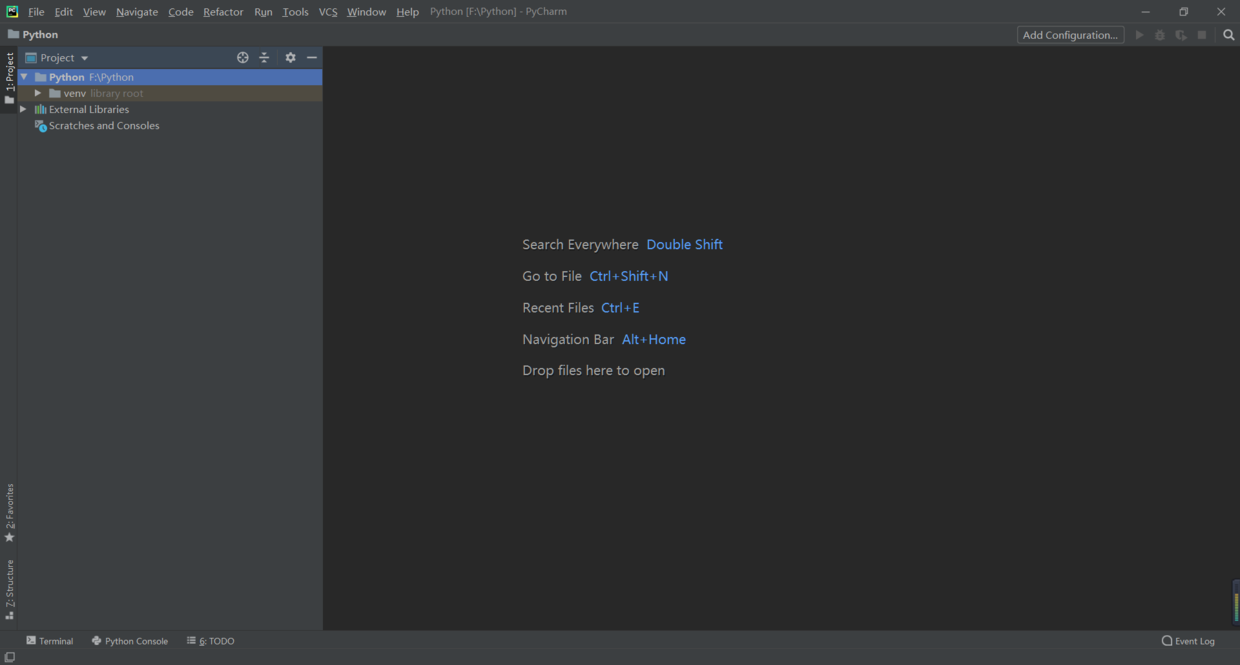 PC File Edit View Navigate Code Refactor Run Tools VCS Window Help Python [F:\Python] - PyCharm
Python Add Configuration...
1: Project
Project
Python F:\Python
venv library root
External Libraries
Scratches and Consoles
Search Everywhere Double Shift
Go to File Ctrl+Shift+N
Recent Files Ctrl+E
Navigation Bar Alt+Home
Drop files here to open
2: Favorites
Z: Structure
Terminal Python Console 6: TODO Event Log